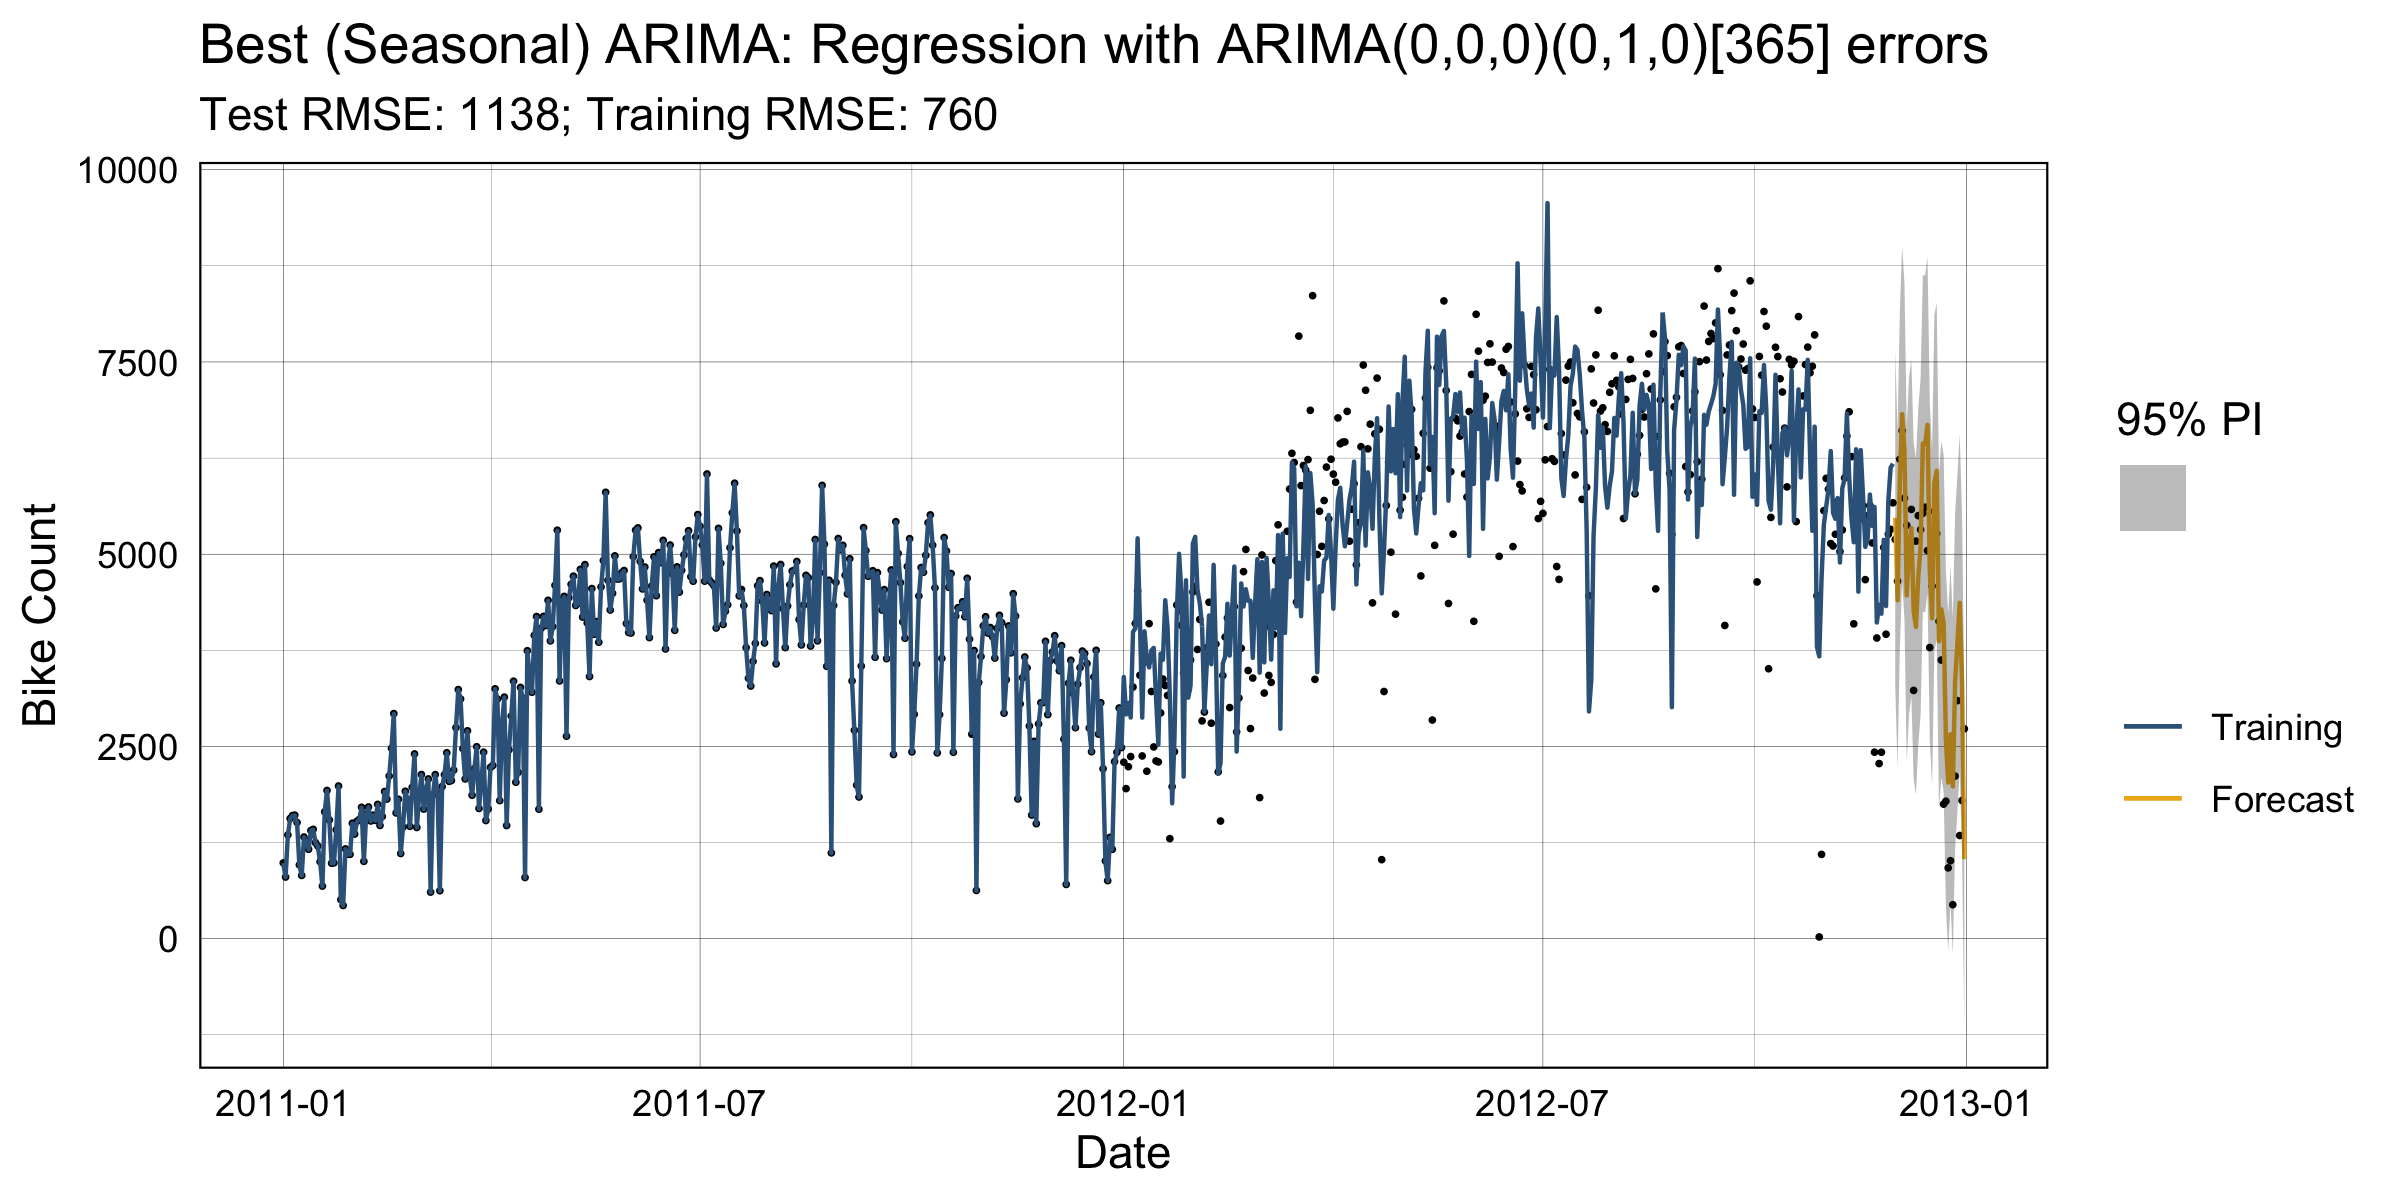 Best (Seasonal) ARIMA: Regression with ARIMA(0,0,0)(0,1,0)[365] errors
Test RMSE: 1138; Training RMSE: 760
10000
7500
5000
2500
0
Bike Count
2011-01
2011-07
2012-01
2012-07
2013-01
Date
95% PI
Training
Forecast